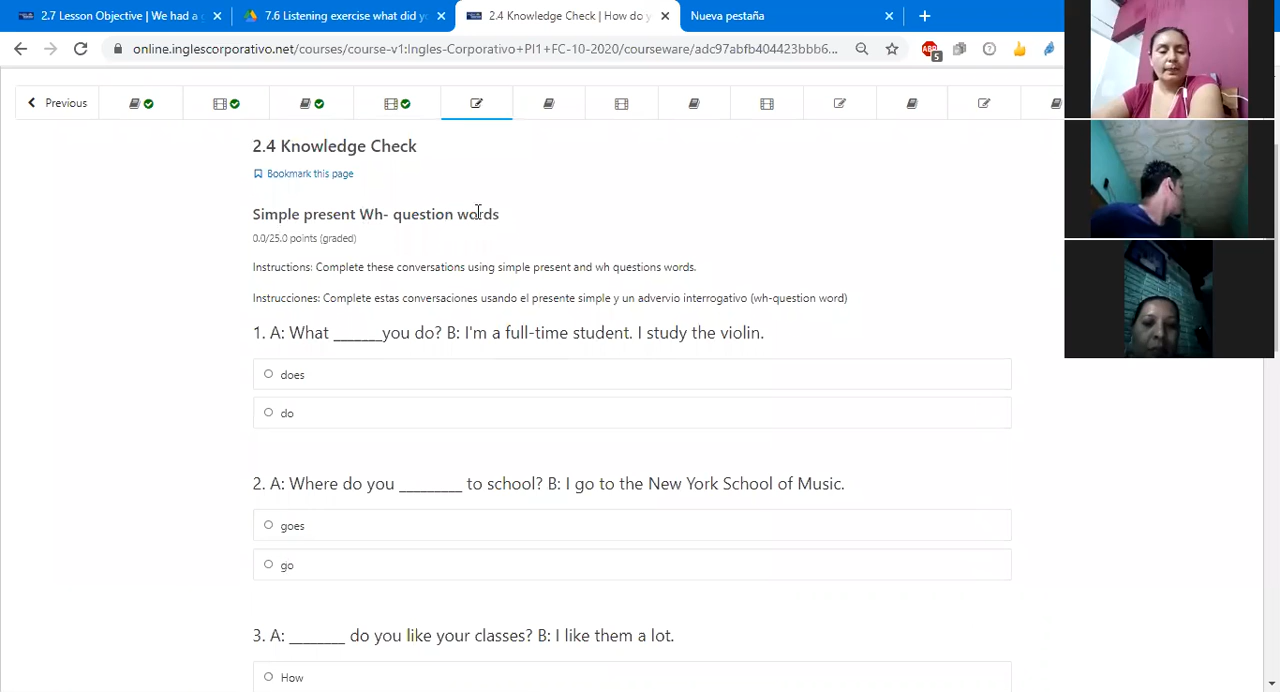 2.7 Lesson Objective | We had a g
7.6 Listening exercise what did yo
2.4 Knowledge Check | How do yo
Nueva pestaña
online.inglescorporativo.net/courses/course-v1:Ingles-Corporativo+PI1+FC-10-2020/courseware/adc97abfb404423bbb6...
ABP
5
Previous
2.4 Knowledge Check
Bookmark this page
Simple present Wh- question words
0.0/25.0 points (graded)
Instructions: Complete these conversations using simple present and wh questions words.
Instrucciones: Complete estas conversaciones usando el presente simple y un advervio interrogativo (wh-question word)
1. A: What _______you do? B: I'm a full-time student. I study the violin.
does
do
2. A: Where do you _________ to school? B: I go to the New York School of Music.
goes
go
3. A: ________ do you like your classes? B: I like them a lot.
How